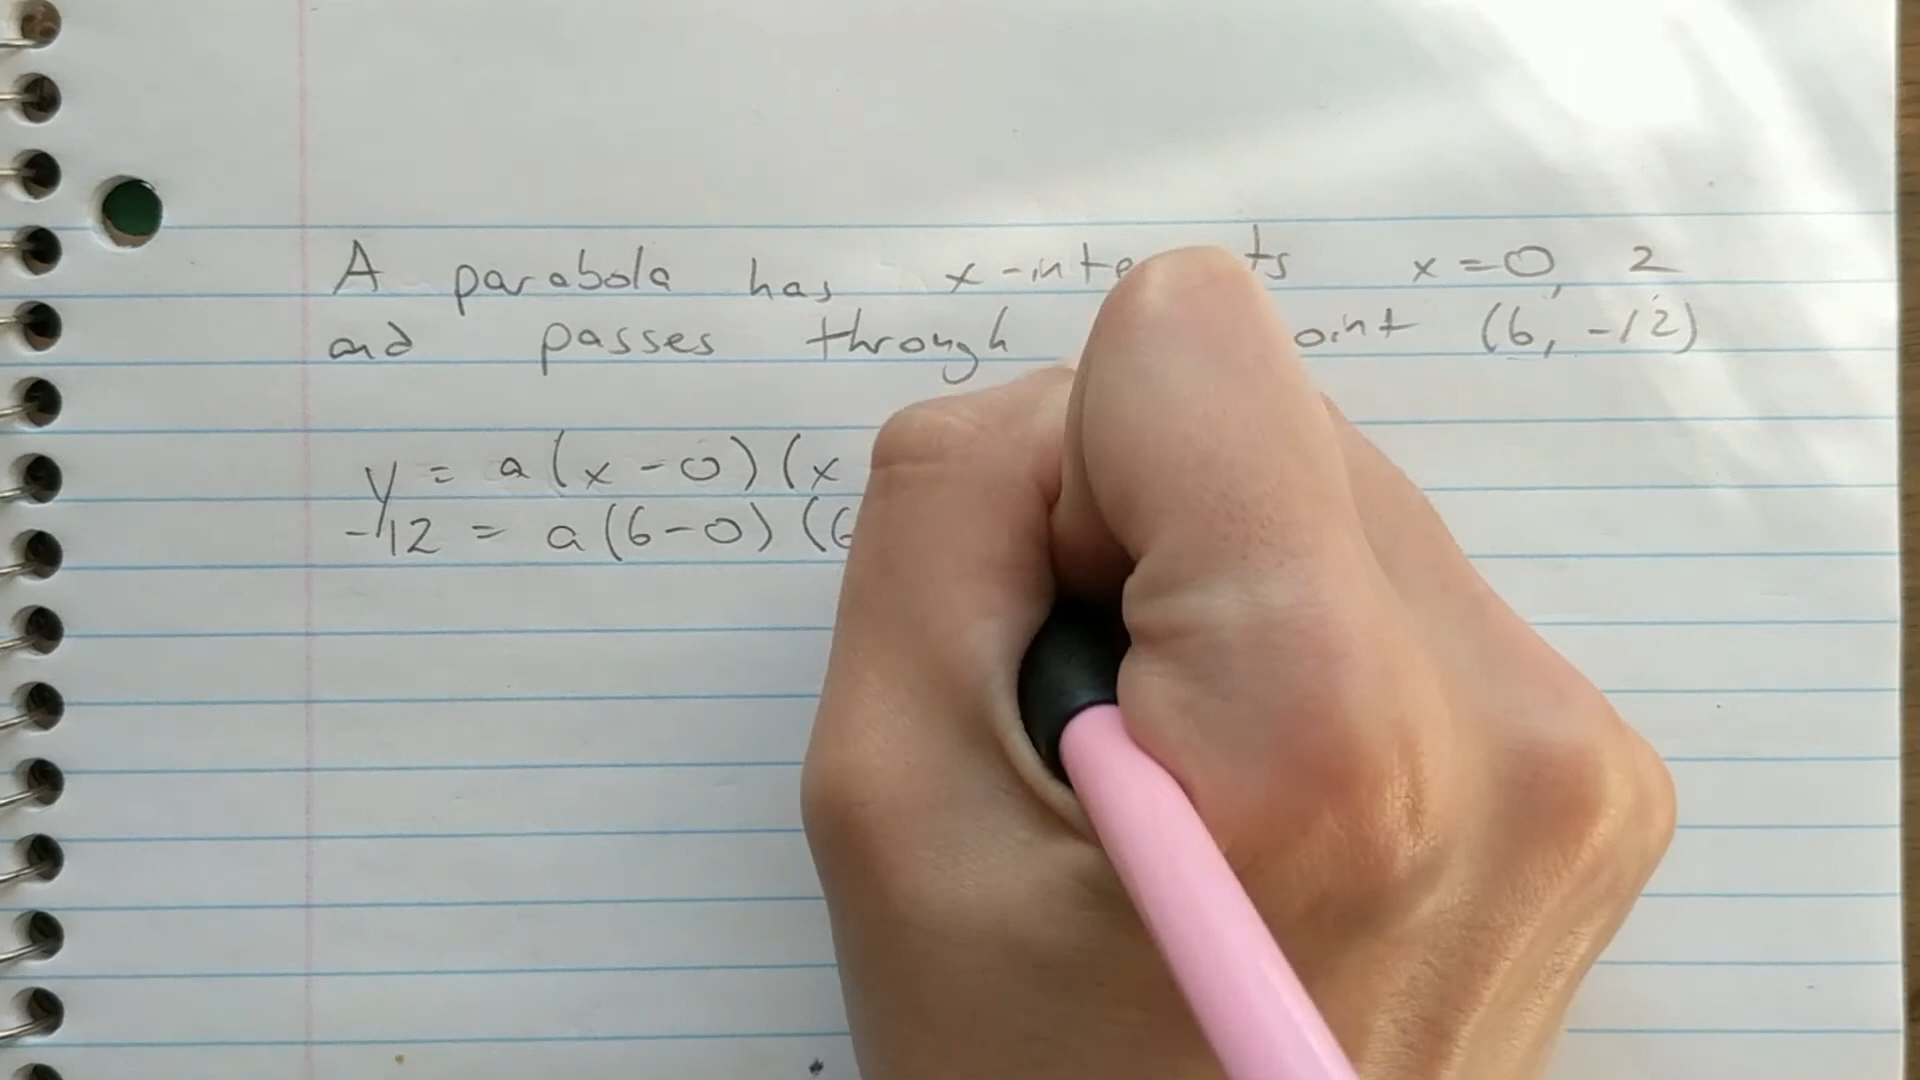 A parabola has x-inte ts x=0, 2
and passes through oint (6, -12)
y = a(x-0)(x
-12 = a(6-0)(6